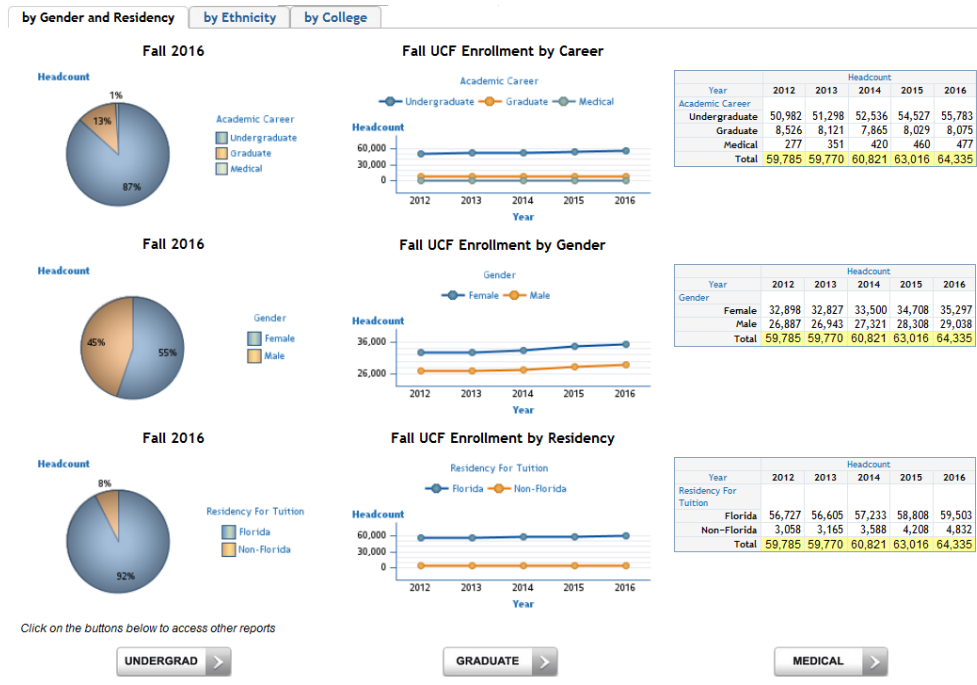 by Gender and Residency
by Ethnicity
by College
Fall 2016
Headcount
1%
13%
87%
Academic Career
Undergraduate
Graduate
Medical
Fall UCF Enrollment by Career
Academic Career
Undergraduate Graduate Medical
Headcount
60,000
30,000
0
2012 2013 2014 2015 2016
Year
Headcount
Year 2012 2013 2014 2015 2016
Academic Career
Undergraduate 50,982 51,298 52,536 54,527 55,783
Graduate 8,526 8,121 7,865 8,029 8,075
Medical 277 351 420 460 477
Total 59,785 59,770 60,821 63,016 64,335
Fall 2016
Headcount
45%
55%
Gender
Female
Male
Fall UCF Enrollment by Gender
Gender
Female Male
Headcount
36,000
26,000
2012 2013 2014 2015 2016
Year
Headcount
Year 2012 2013 2014 2015 2016
Gender
Female 32,898 32,827 33,500 34,708 35,297
Male 26,887 26,943 27,321 28,308 29,038
Total 59,785 59,770 60,821 63,016 64,335
Fall 2016
Headcount
8%
92%
Residency For Tuition
Florida
Non-Florida
Fall UCF Enrollment by Residency
Residency For Tuition
Florida Non-Florida
Headcount
60,000
30,000
0
2012 2013 2014 2015 2016
Year
Headcount
Year 2012 2013 2014 2015 2016
Residency For
Tuition
Florida 56,727 56,605 57,233 58,808 59,503
Non-Florida 3,058 3,165 3,588 4,208 4,832
Total 59,785 59,770 60,821 63,016 64,335
Click on the buttons below to access other reports
UNDERGRAD
GRADUATE
MEDICAL